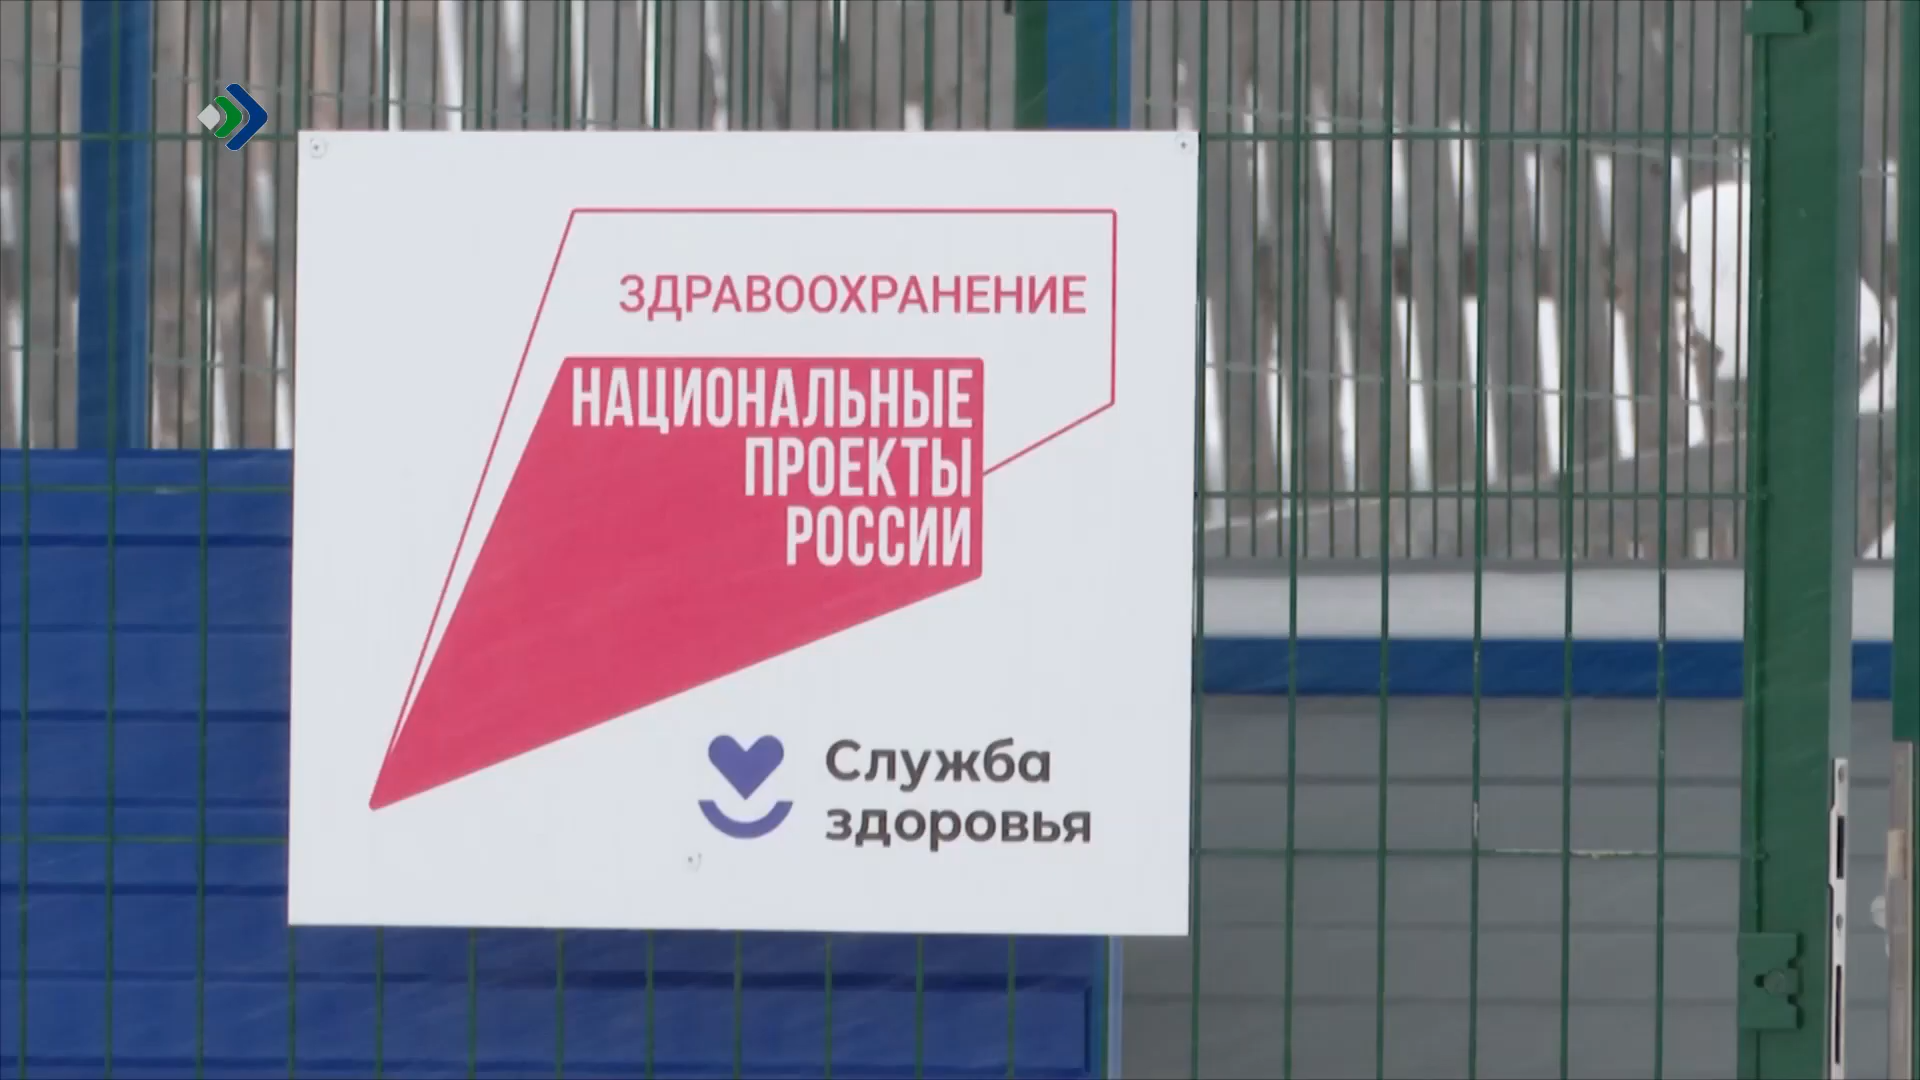 ЗДРАВООХРАНЕНИЕ
НАЦИОНАЛЬНЫЕ
ПРОЕКТЫ
РОССИИ
Служба
здоровья